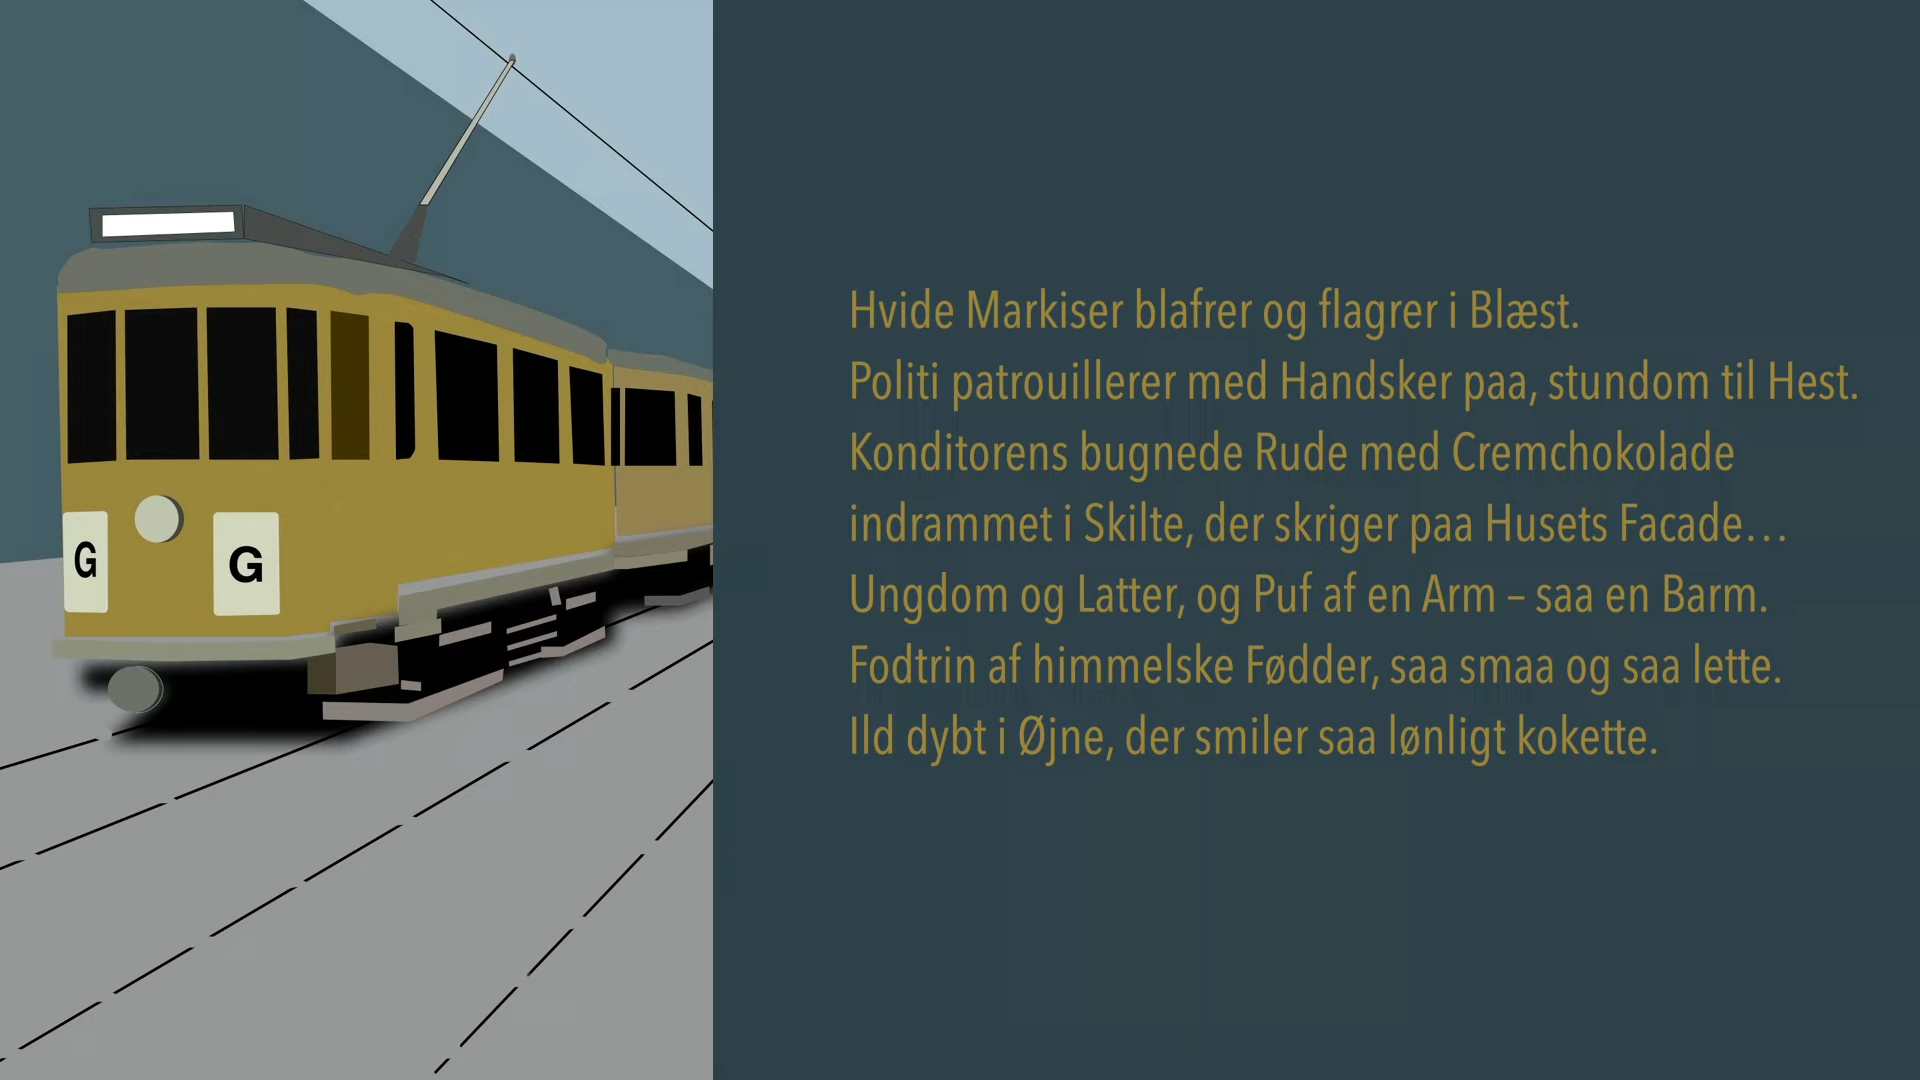 G G
Hvide Markiser blafrer og flagrer i Blæst.
Politi patrouillerer med Handsker paa, stundom til Hest.
Konditorens bugnede Rude med Cremchokolade
indrammet i Skilte, der skriger paa Husets Facade…
Ungdom og Latter, og Puf af en Arm – saa en Barm.
Fodtrin af himmelske Fødder, saa smaa og saa lette.
Ild dybt i Øjne, der smiler saa lønligt kokette.